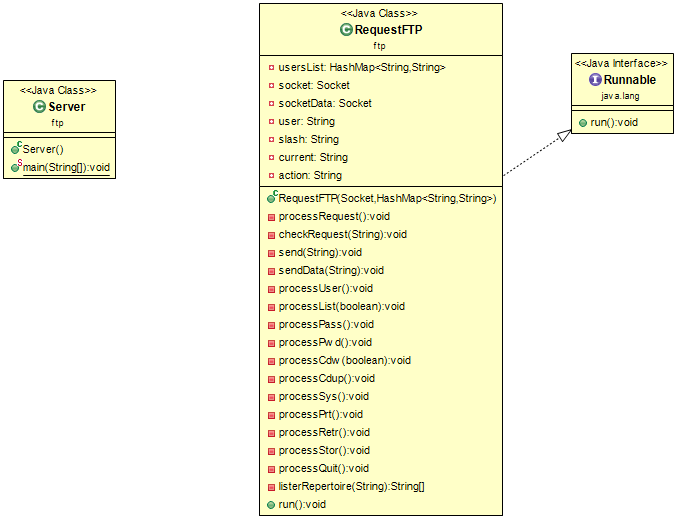 <<Java Class>>
Server
ftp
Server()
main(String[]):void
<<Java Class>>
RequestFTP
ftp
usersList: HashMap<String,String>
socket: Socket
socketData: Socket
user: String
slash: String
current: String
action: String
RequestFTP(Socket,HashMap<String,String>)
processRequest():void
checkRequest(String):void
send(String):void
sendData(String):void
processUser():void
processList(boolean):void
processPass():void
processPwd():void
processCdw(boolean):void
processCdup():void
processSys():void
processPrt():void
processRetr():void
processStor():void
processQuit():void
listerRepertoire(String):String[]
run():void
<<Java Interface>>
Runnable
java.lang
run():void